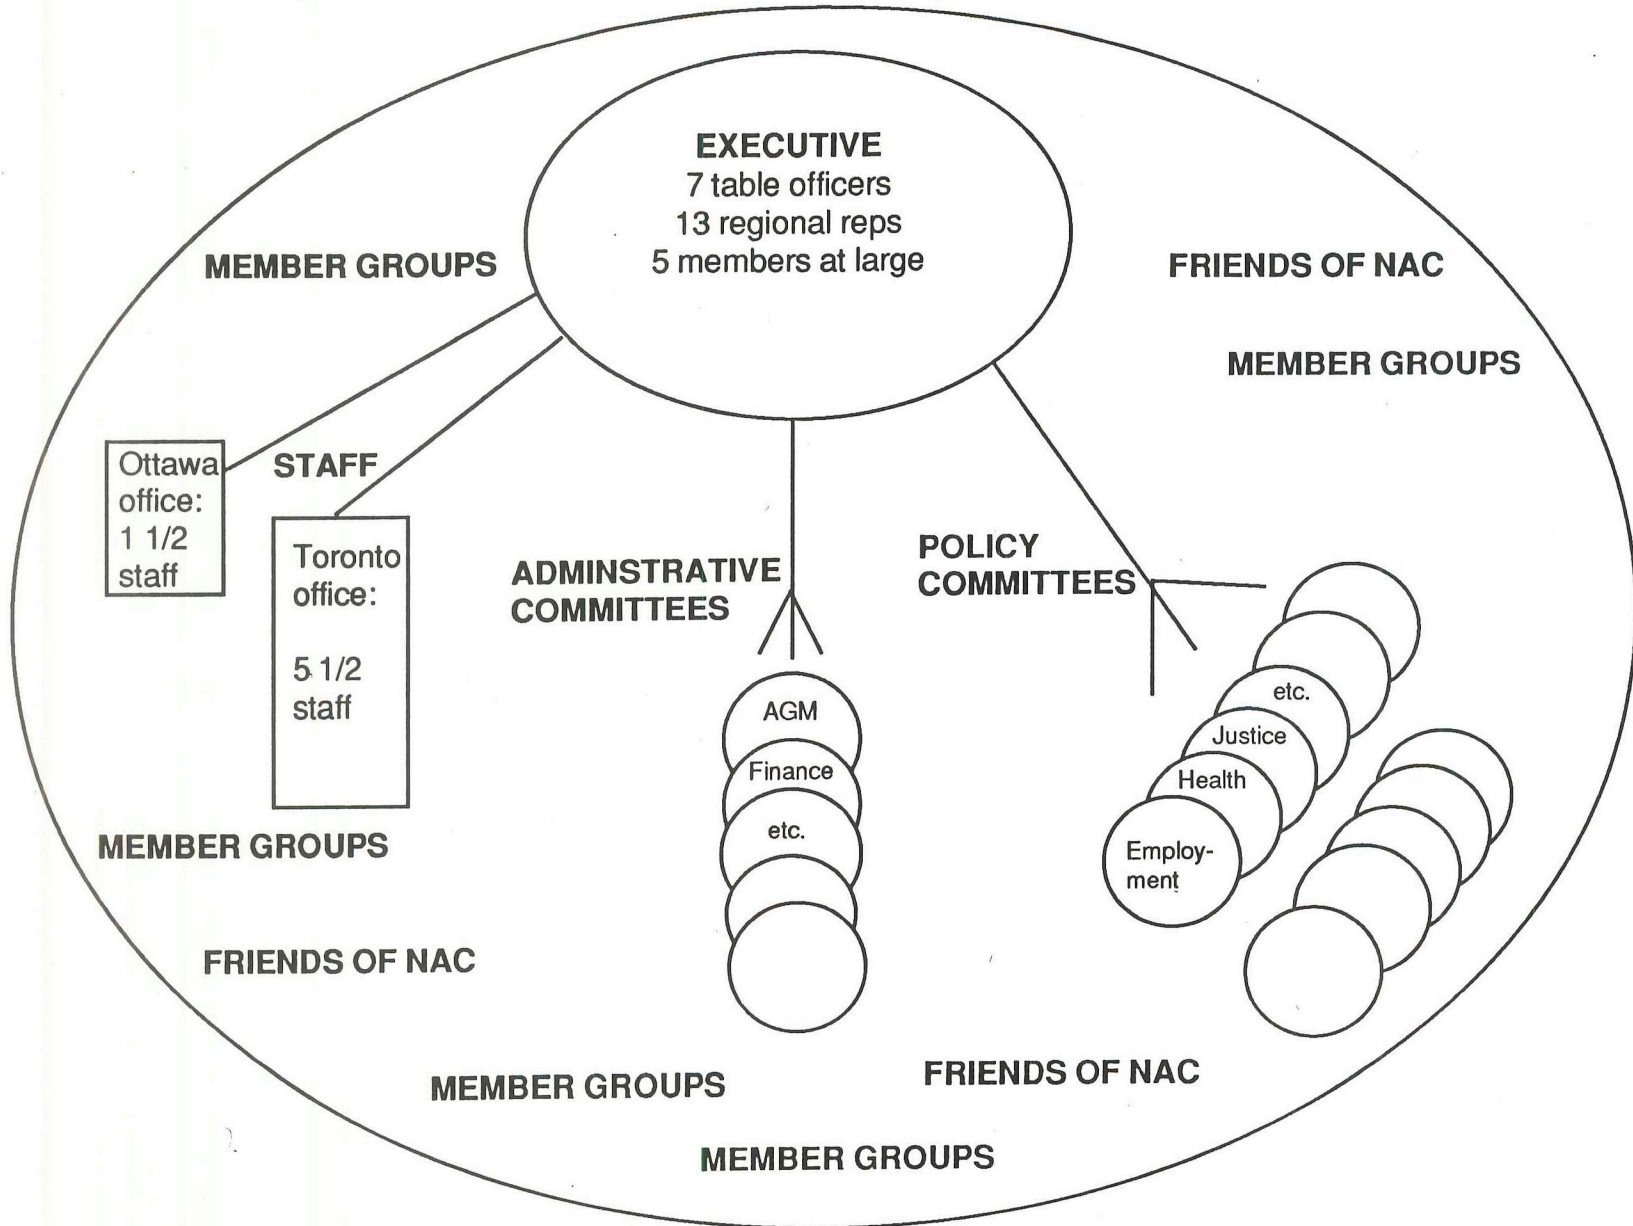 EXECUTIVE
7 table officers
13 regional reps
5 members at large
MEMBER GROUPS
FRIENDS OF NAC
MEMBER GROUPS
Ottawa
office:
1 1/2
staff
STAFF
Toronto
office:
5 1/2
staff
ADMINSTRATIVE
COMMITTEES
POLICY
COMMITTEES
AGM
Finance
etc.
etc.
Justice
Health
Employ-
ment
MEMBER GROUPS
FRIENDS OF NAC
MEMBER GROUPS
FRIENDS OF NAC
MEMBER GROUPS